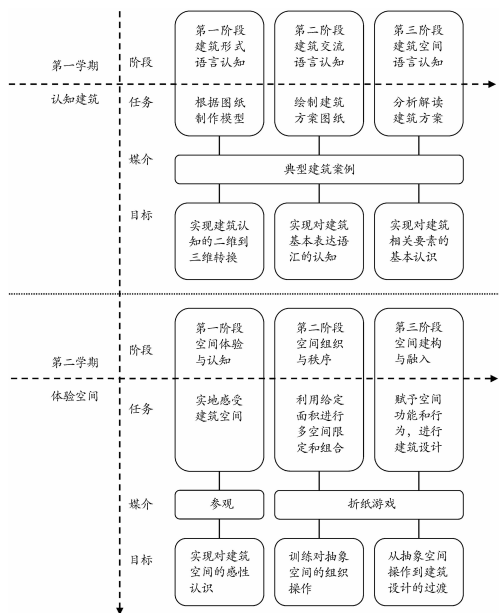 第一学期
认知建筑
阶段
第一阶段
建筑形式
语言认知
第二阶段
建筑交流
语言认知
第三阶段
建筑空间
语言认知
任务
根据图纸
制作模型
绘制建筑
方案图纸
分析解读
建筑方案
媒介
典型建筑案例
目标
实现建筑认
知的二维到
三维转换
实现对建筑
基本表达语
汇的认知
实现对建筑
相关要素的
基本认识
第二学期
体验空间
阶段
第一阶段
空间体验
与认知
第二阶段
空间组织
与秩序
第三阶段
空间建构
与融入
任务
实地感受
建筑空间
利用给定
面积进行
多空间限
定和组合
赋予空间
功能和行
为，进行
建筑设计
媒介
参观
折纸游戏
目标
实现对建筑
空间的感性
认识
训练对抽象
空间的组织
操作
从抽象空间
操作到建筑
设计的过渡